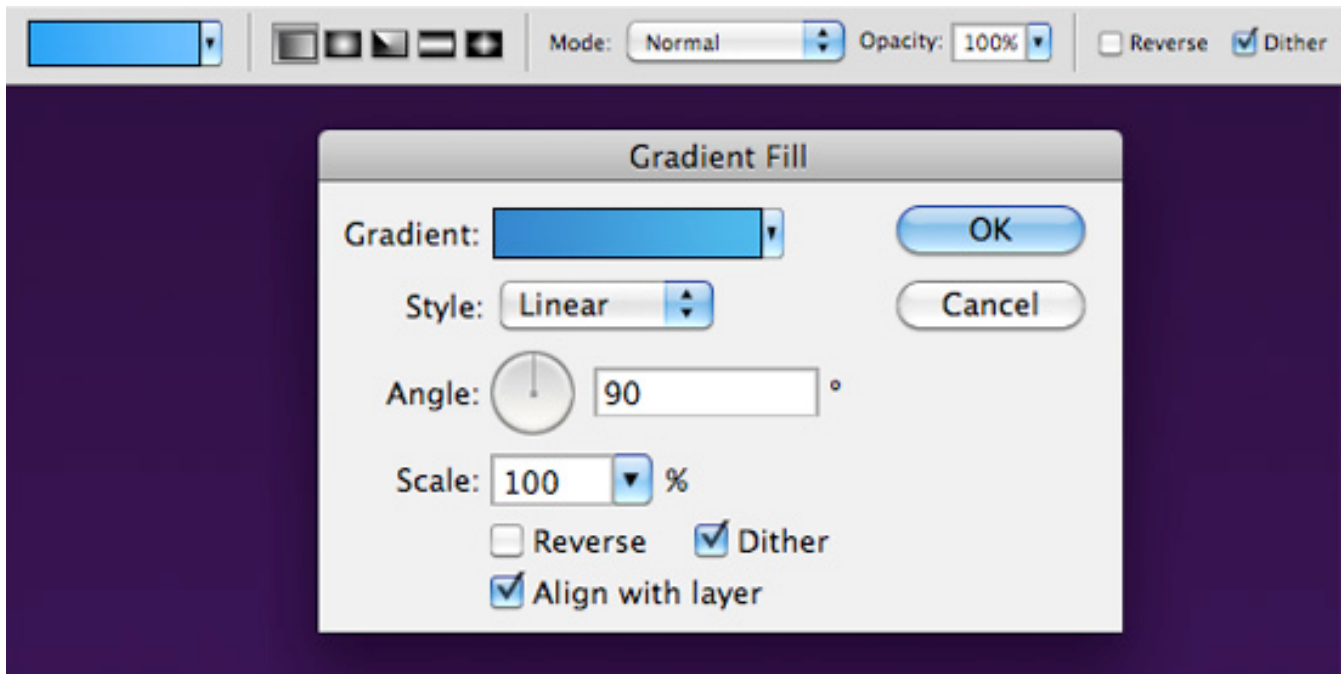 Mode: Normal Opacity: 100% Reverse Dither
Gradient Fill
Gradient: OK
Style: Linear Cancel
Angle: 90 °
Scale: 100 %
Reverse Dither
Align with layer